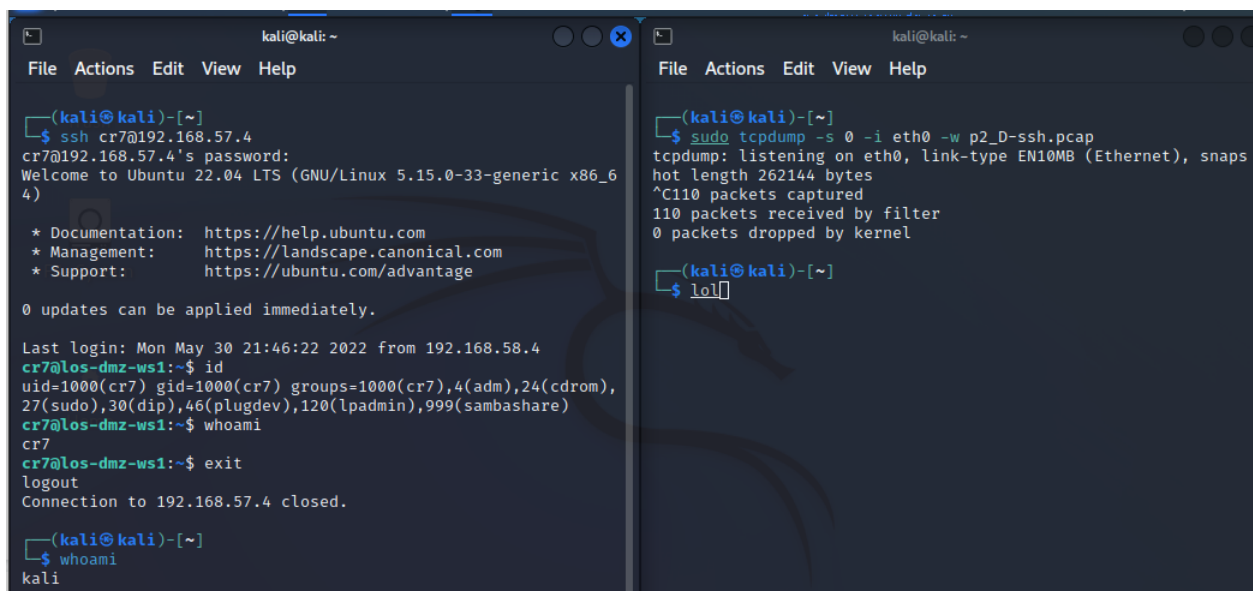 kali@kali: ~
File Actions Edit View Help
┌──(kali㉿kali)-[~]
└─$ ssh cr7@192.168.57.4
cr7@192.168.57.4's password:
Welcome to Ubuntu 22.04 LTS (GNU/Linux 5.15.0-33-generic x86_6
4)
* Documentation: https://help.ubuntu.com
* Management: https://landscape.canonical.com
* Support: https://ubuntu.com/advantage
0 updates can be applied immediately.
Last login: Mon May 30 21:46:22 2022 from 192.168.58.4
cr7@los-dmz-ws1:~$ id
uid=1000(cr7) gid=1000(cr7) groups=1000(cr7),4(adm),24(cdrom),
27(sudo),30(dip),46(plugdev),120(lpadmin),999(sambashare)
cr7@los-dmz-ws1:~$ whoami
cr7
cr7@los-dmz-ws1:~$ exit
logout
Connection to 192.168.57.4 closed.
┌──(kali㉿kali)-[~]
└─$ whoami
kali
kali@kali: ~
File Actions Edit View Help
┌──(kali㉿kali)-[~]
└─$ sudo tcpdump -s 0 -i eth0 -w p2_D-ssh.pcap
tcpdump: listening on eth0, link-type EN10MB (Ethernet), snaps
hot length 262144 bytes
^C110 packets captured
110 packets received by filter
0 packets dropped by kernel
┌──(kali㉿kali)-[~]
└─$ lol